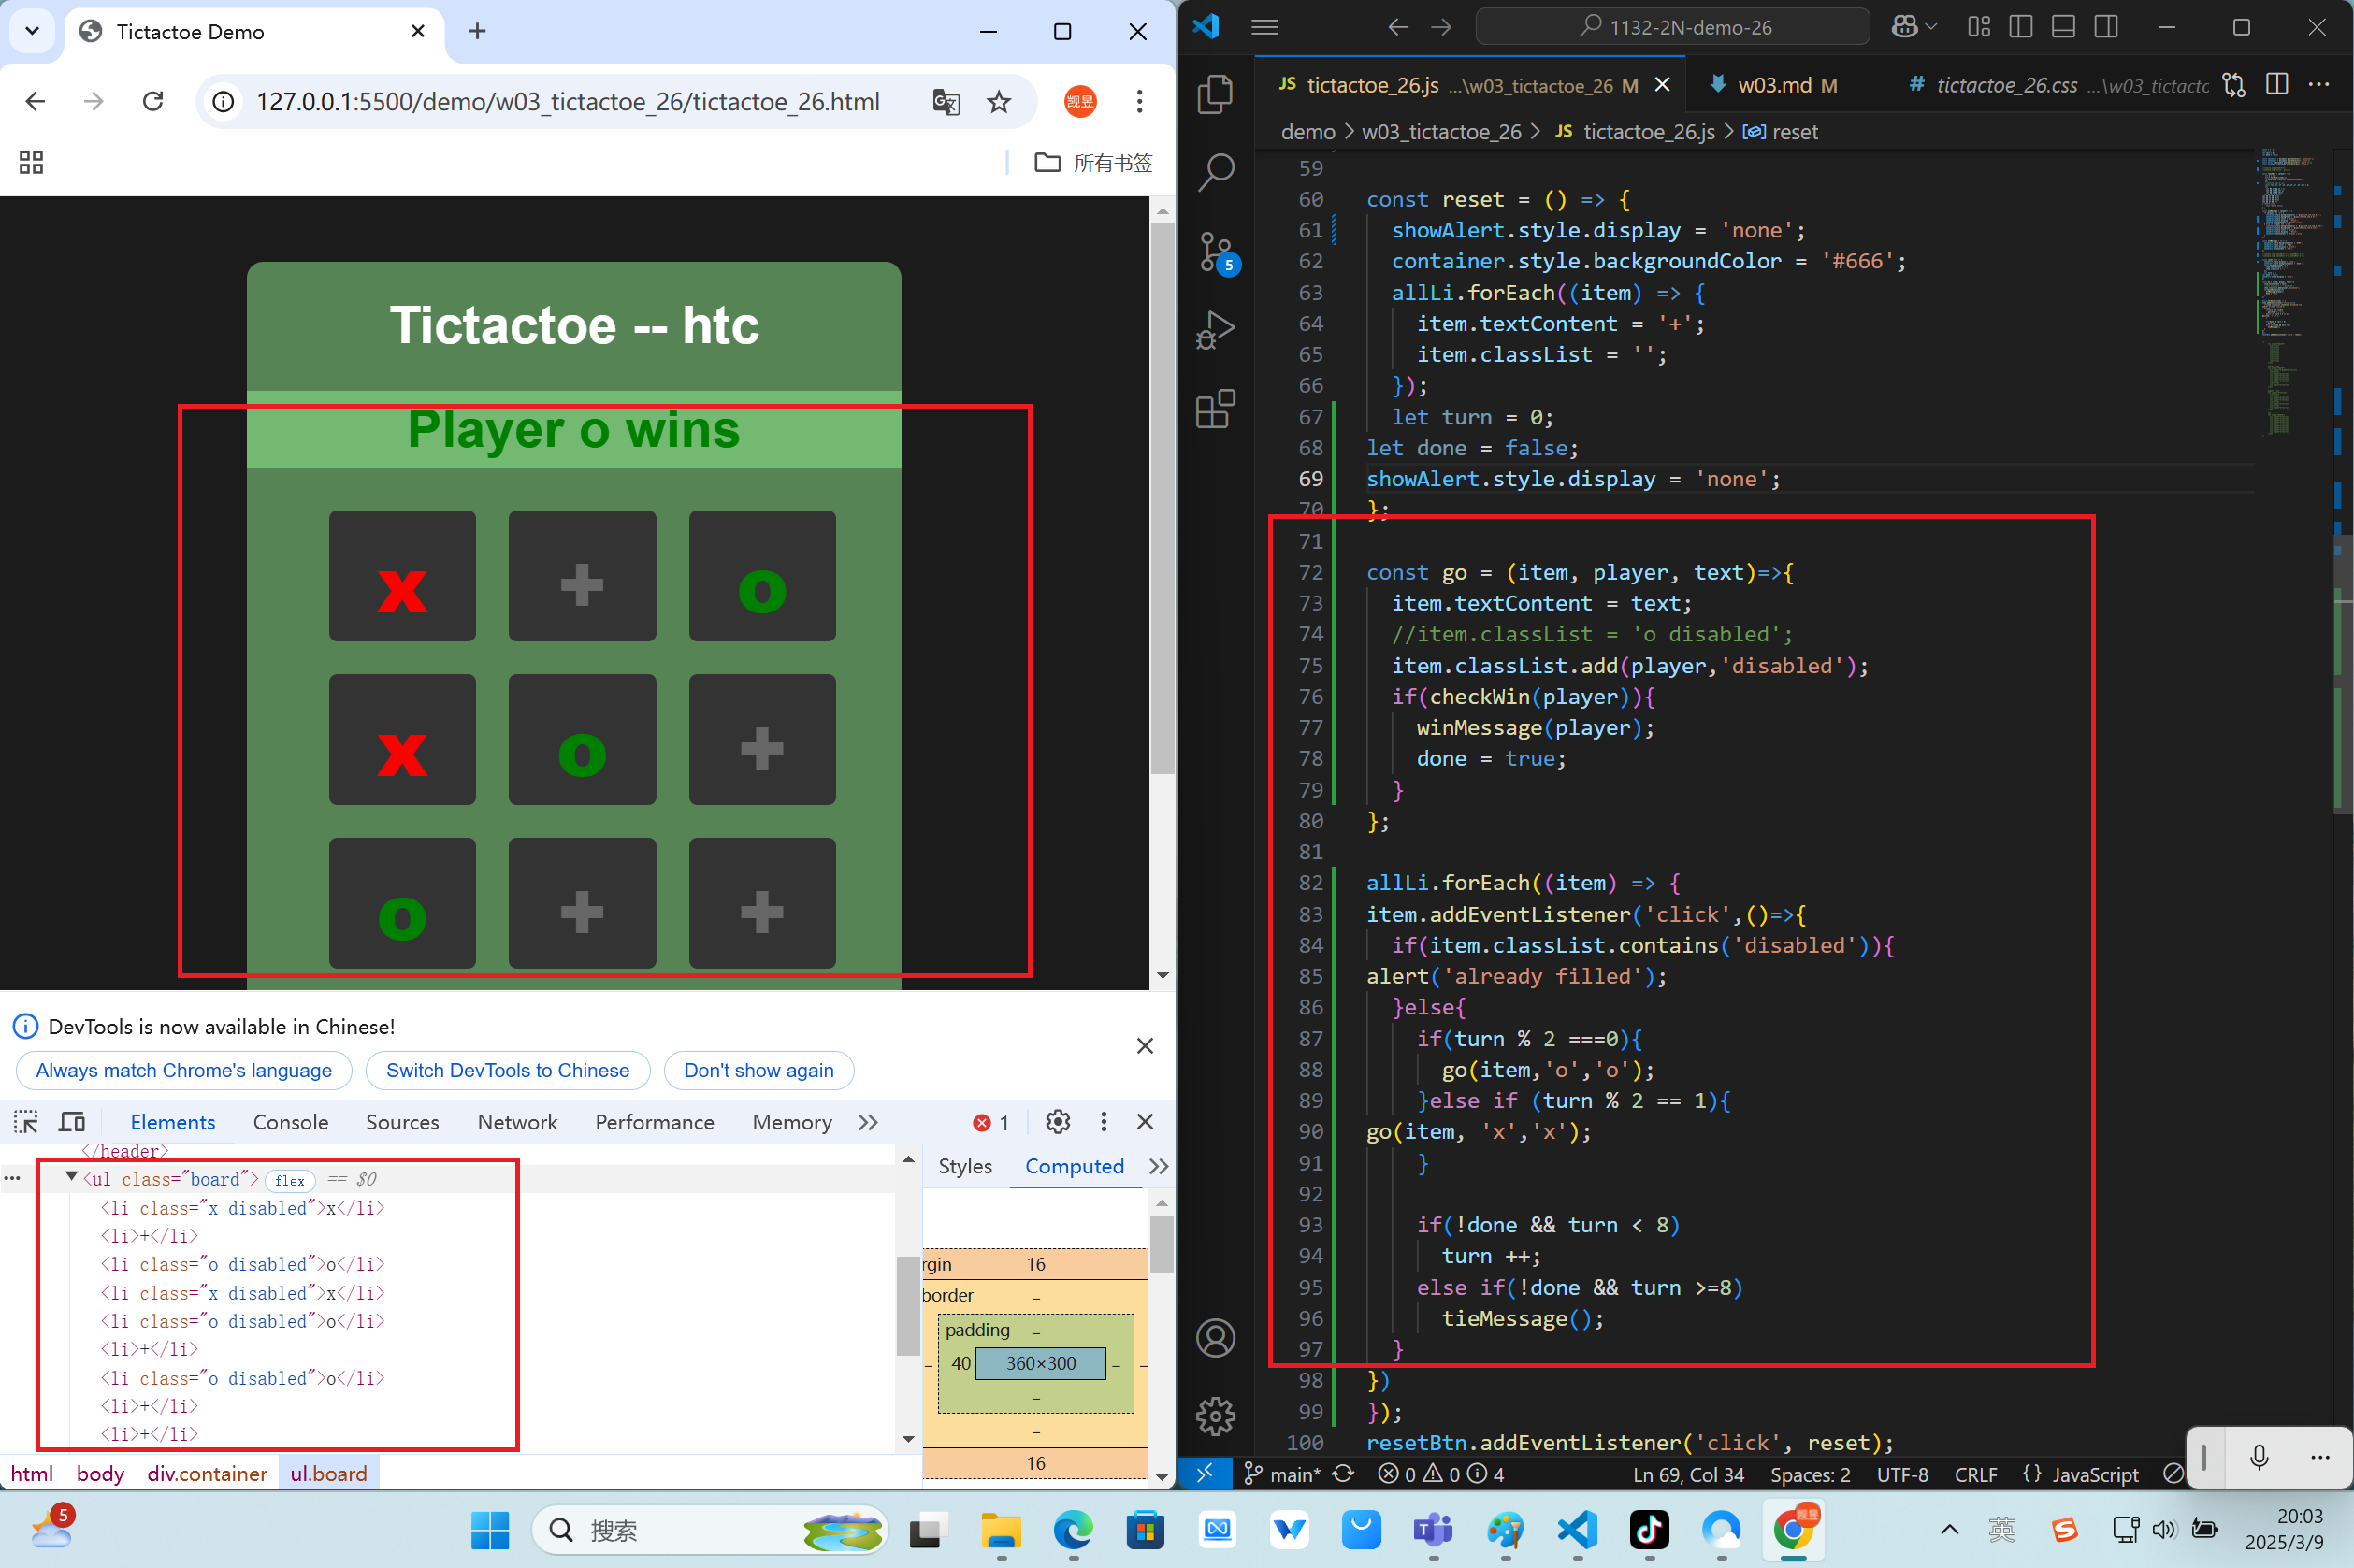 Tictactoe Demo
127.0.0.1:5500/demo/w03_tictactoe_26/tictactoe_26.html
凯昱
所有书签
Tictactoe -- htc
Player o wins
x + o
x o +
o + +
DevTools is now available in Chinese!
Always match Chrome's language
Switch DevTools to Chinese
Don't show again
Elements Console Sources Network Performance Memory 1
</header>
<ul class="board"> flex == $0
<li class="x disabled">x</li>
<li>+</li>
<li class="o disabled">o</li>
<li class="x disabled">x</li>
<li class="o disabled">o</li>
<li>+</li>
<li class="o disabled">o</li>
<li>+</li>
<li>+</li>
html body div.container ul.board
Styles Computed
rgin 16
border –
padding –
– 40 360×300 – –
–
–
16
1132-2N-demo-26
JS tictactoe_26.js ...\w03_tictactoe_26 M
w03.md M
# tictactoe_26.css ...\w03_tictactc
demo > w03_tictactoe_26 > JS tictactoe_26.js > reset
5
59
60 const reset = () => {
61 showAlert.style.display = 'none';
62 container.style.backgroundColor = '#666';
63 allLi.forEach((item) => {
64 item.textContent = '+';
65 item.classList = '';
66 });
67 let turn = 0;
68 let done = false;
69 showAlert.style.display = 'none';
70 };
71
72 const go = (item, player, text)=>{
73 item.textContent = text;
74 //item.classList = 'o disabled';
75 item.classList.add(player,'disabled');
76 if(checkWin(player)){
77 winMessage(player);
78 done = true;
79 }
80 };
81
82 allLi.forEach((item) => {
83 item.addEventListener('click',()=>{
84 if(item.classList.contains('disabled')){
85 alert('already filled');
86 }else{
87 if(turn % 2 ===0){
88 go(item,'o','o');
89 }else if (turn % 2 == 1){
90 go(item, 'x','x');
91 }
92
93 if(!done && turn < 8)
94 turn ++;
95 else if(!done && turn >=8)
96 tieMessage();
97 }
98 })
99 });
100 resetBtn.addEventListener('click', reset);
main* 0 0 4 Ln 69, Col 34 Spaces: 2 UTF-8 CRLF {} JavaScript
5
搜索
英
20:03
2025/3/9